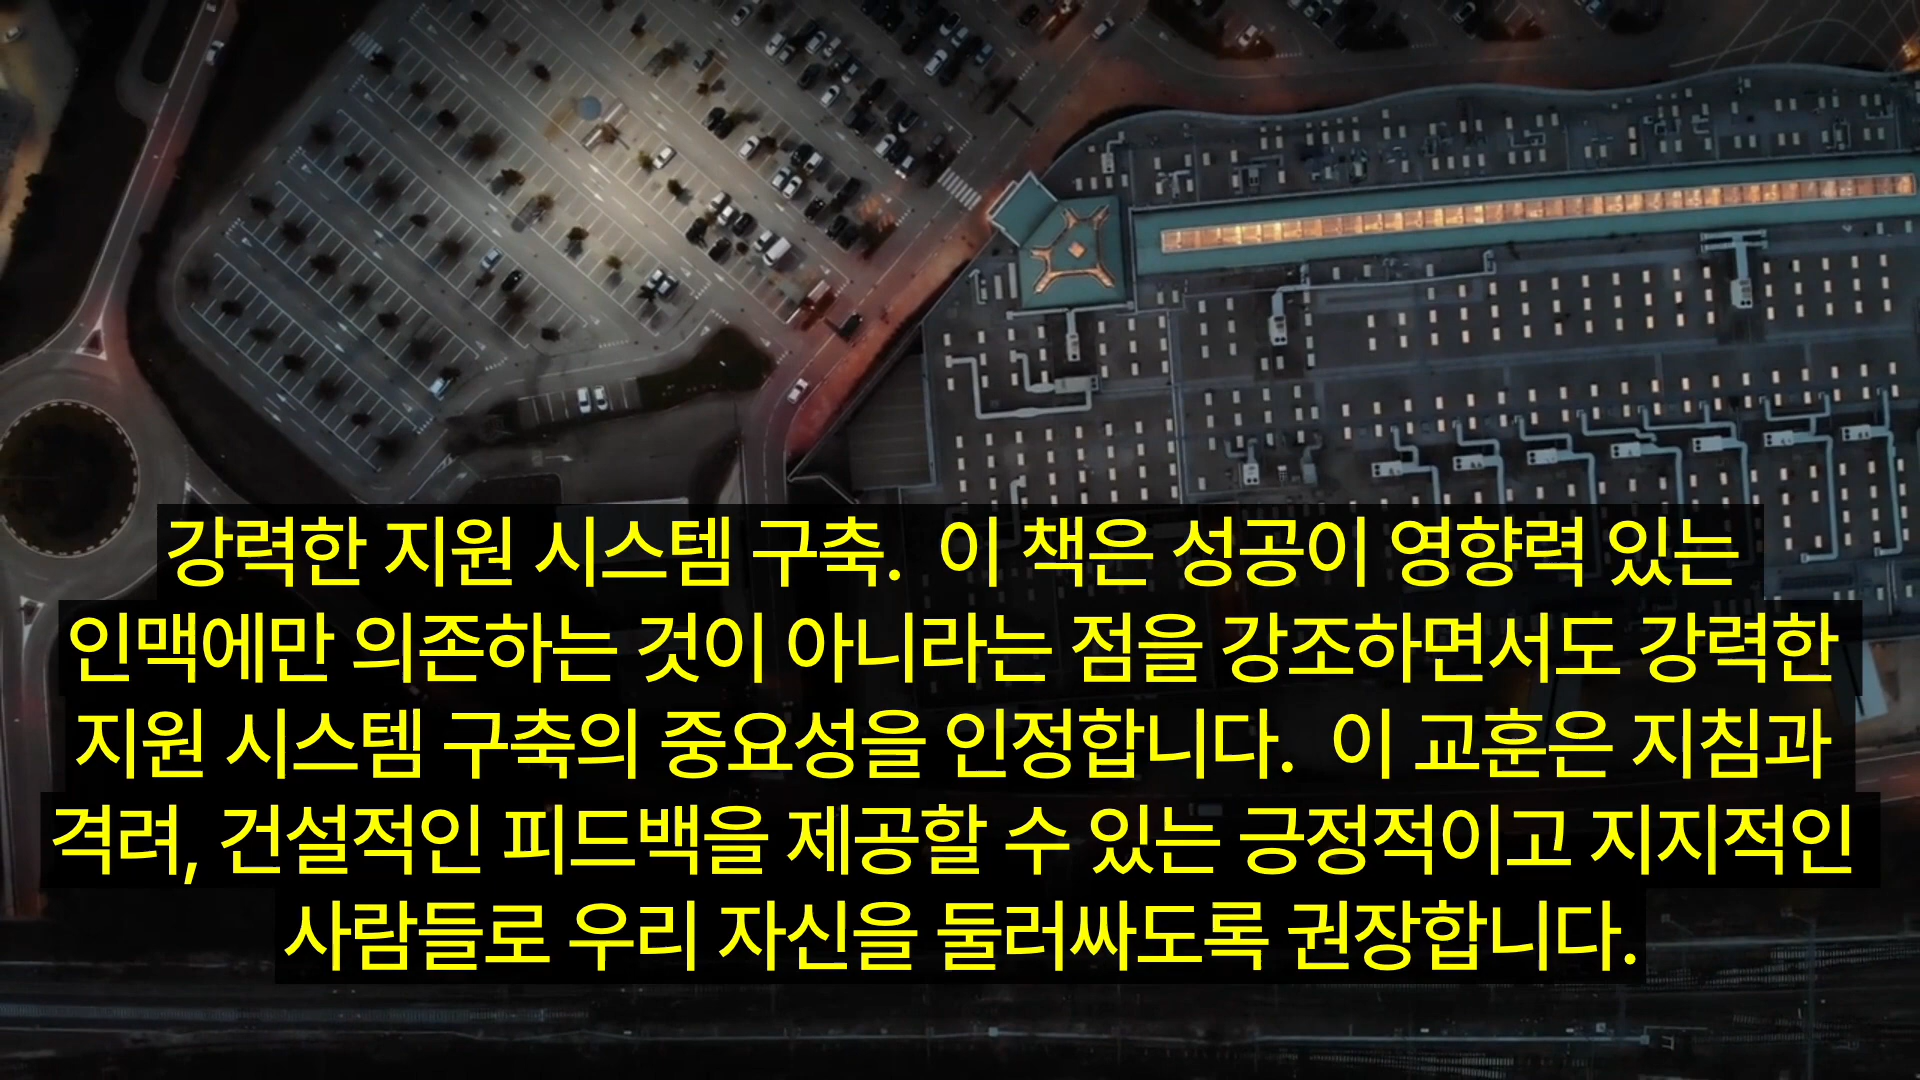 강력한 지원 시스템 구축.  이 책은 성공이 영향력 있는
인맥에만 의존하는 것이 아니라는 점을 강조하면서도 강력한
지원 시스템 구축의 중요성을 인정합니다.  이 교훈은 지침과
격려, 건설적인 피드백을 제공할 수 있는 긍정적이고 지지적인
사람들로 우리 자신을 둘러싸도록 권장합니다.